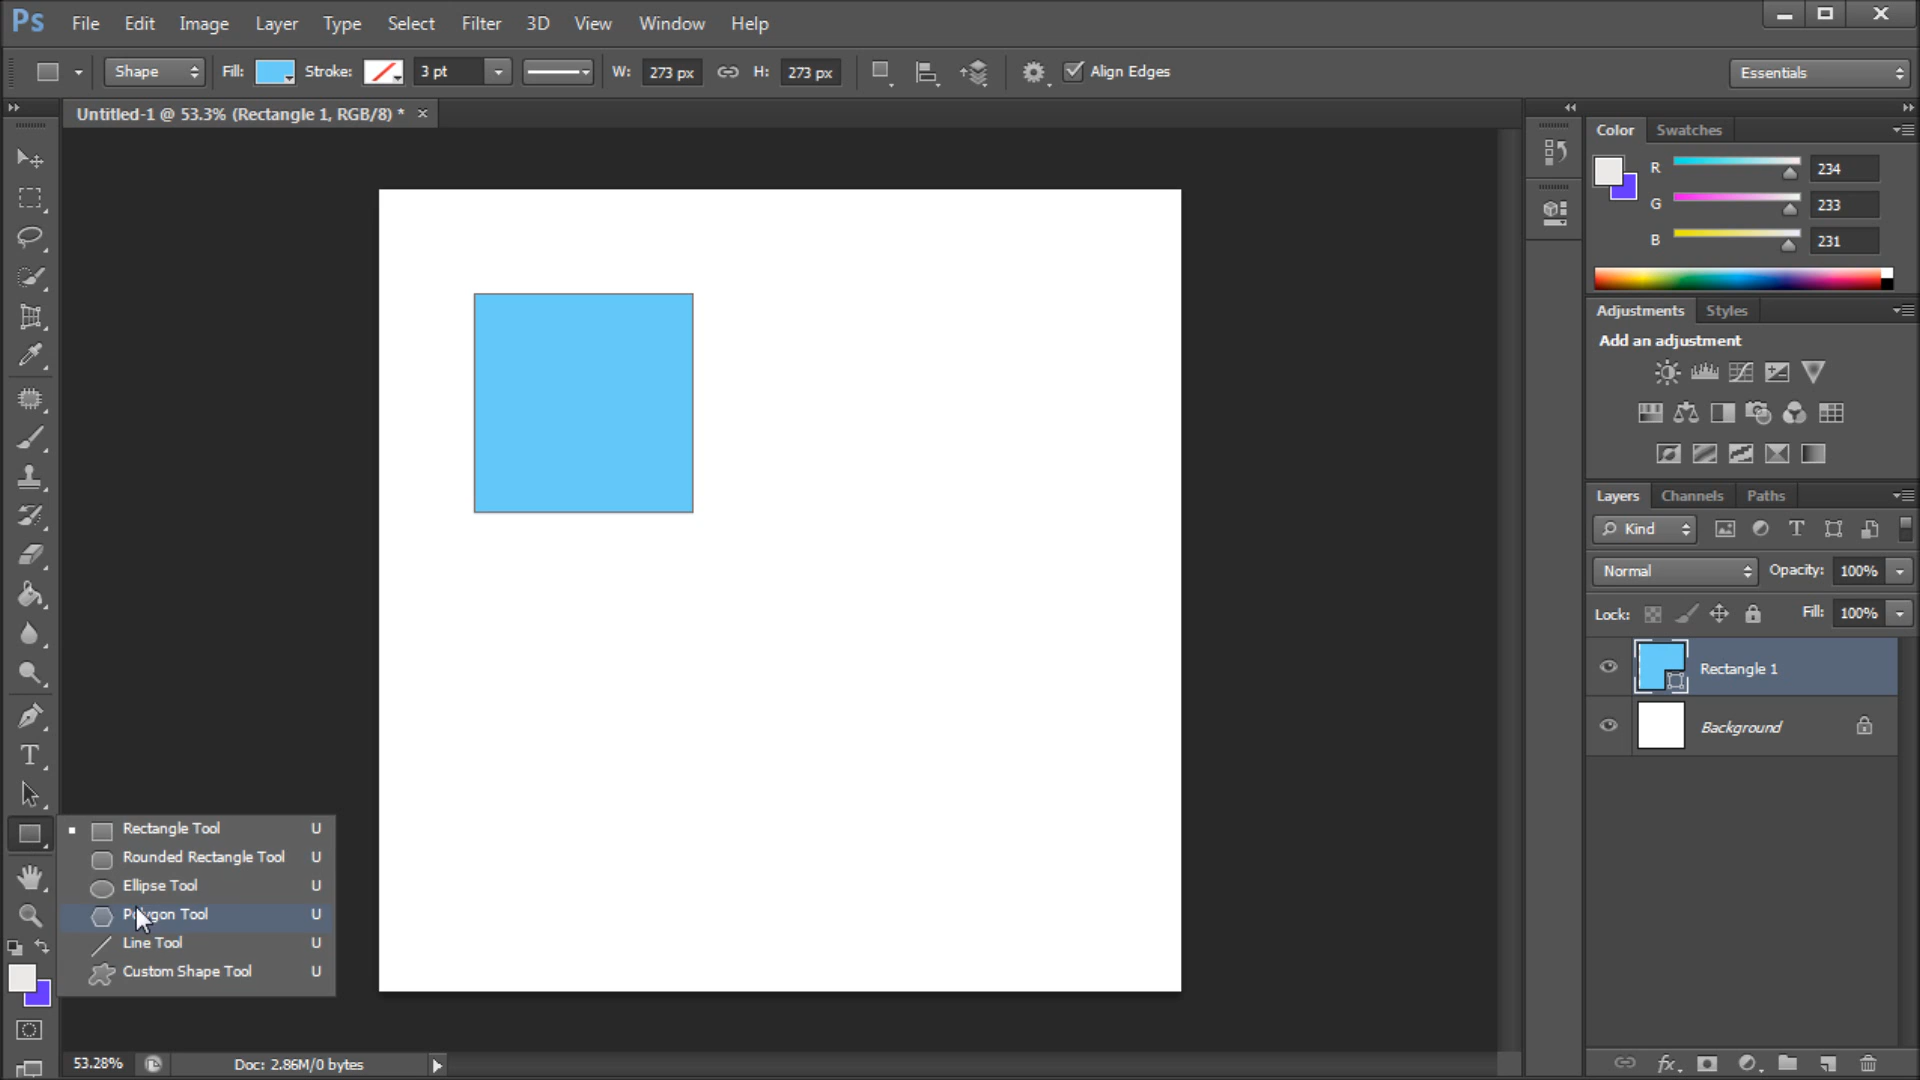 Ps File Edit Image Layer Type Select Filter 3D View Window Help
Shape Fill: Stroke: 3 pt W: 273 px H: 273 px Align Edges Essentials
Untitled-1 @ 53.3% (Rectangle 1, RGB/8) *
Color Swatches
R 234
G 233
B 231
Adjustments Styles
Add an adjustment
Layers Channels Paths
Kind
Normal Opacity: 100%
Lock: Fill: 100%
Rectangle 1
Background
Rectangle Tool U
Rounded Rectangle Tool U
Ellipse Tool U
Polygon Tool U
Line Tool U
Custom Shape Tool U
53.28% Doc: 2.86M/0 bytes
fx